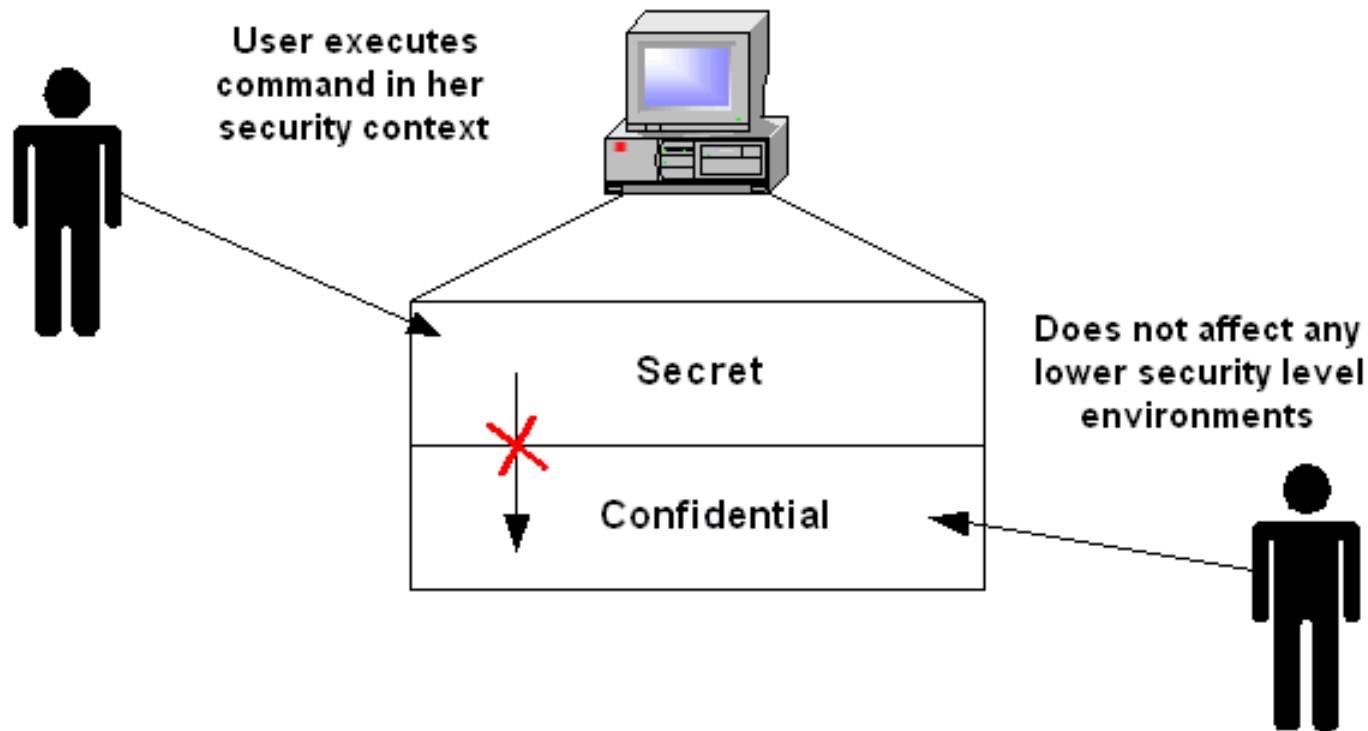 User executes
command in her
security context
Secret
Does not affect any
lower security level
environments
Confidential